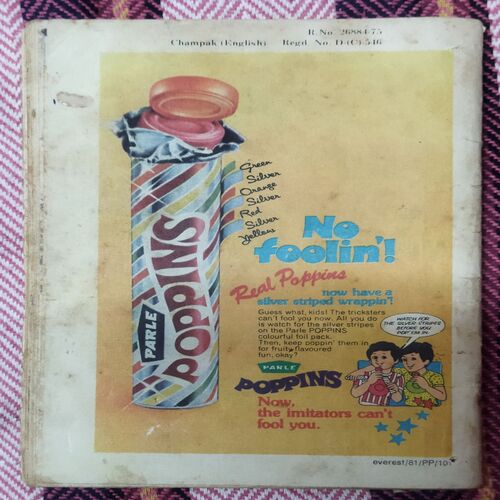 R. No. 26884-75
Champak (English) Regd No. D-(C)-546
Green
Silver
Orange
Silver
Red
Silver
Yellow
PARLE
POPPINS
No
foolin'!
Real Poppins
now have a
silver striped wrappin'!
Guess what, kids! The tricksters
can't fool you now. All you do
is watch for the silver stripes
on the Parle POPPINS
colourful foil pack.
Then, keep poppin' them in
for fruity flavoured
fun, okay?
WATCH FOR
THE SILVER STRIPES
BEFORE YOU
POP 'EM IN.
PARLE
POPPINS
Now,
the imitators can't
fool you.
everest/81/PP/101